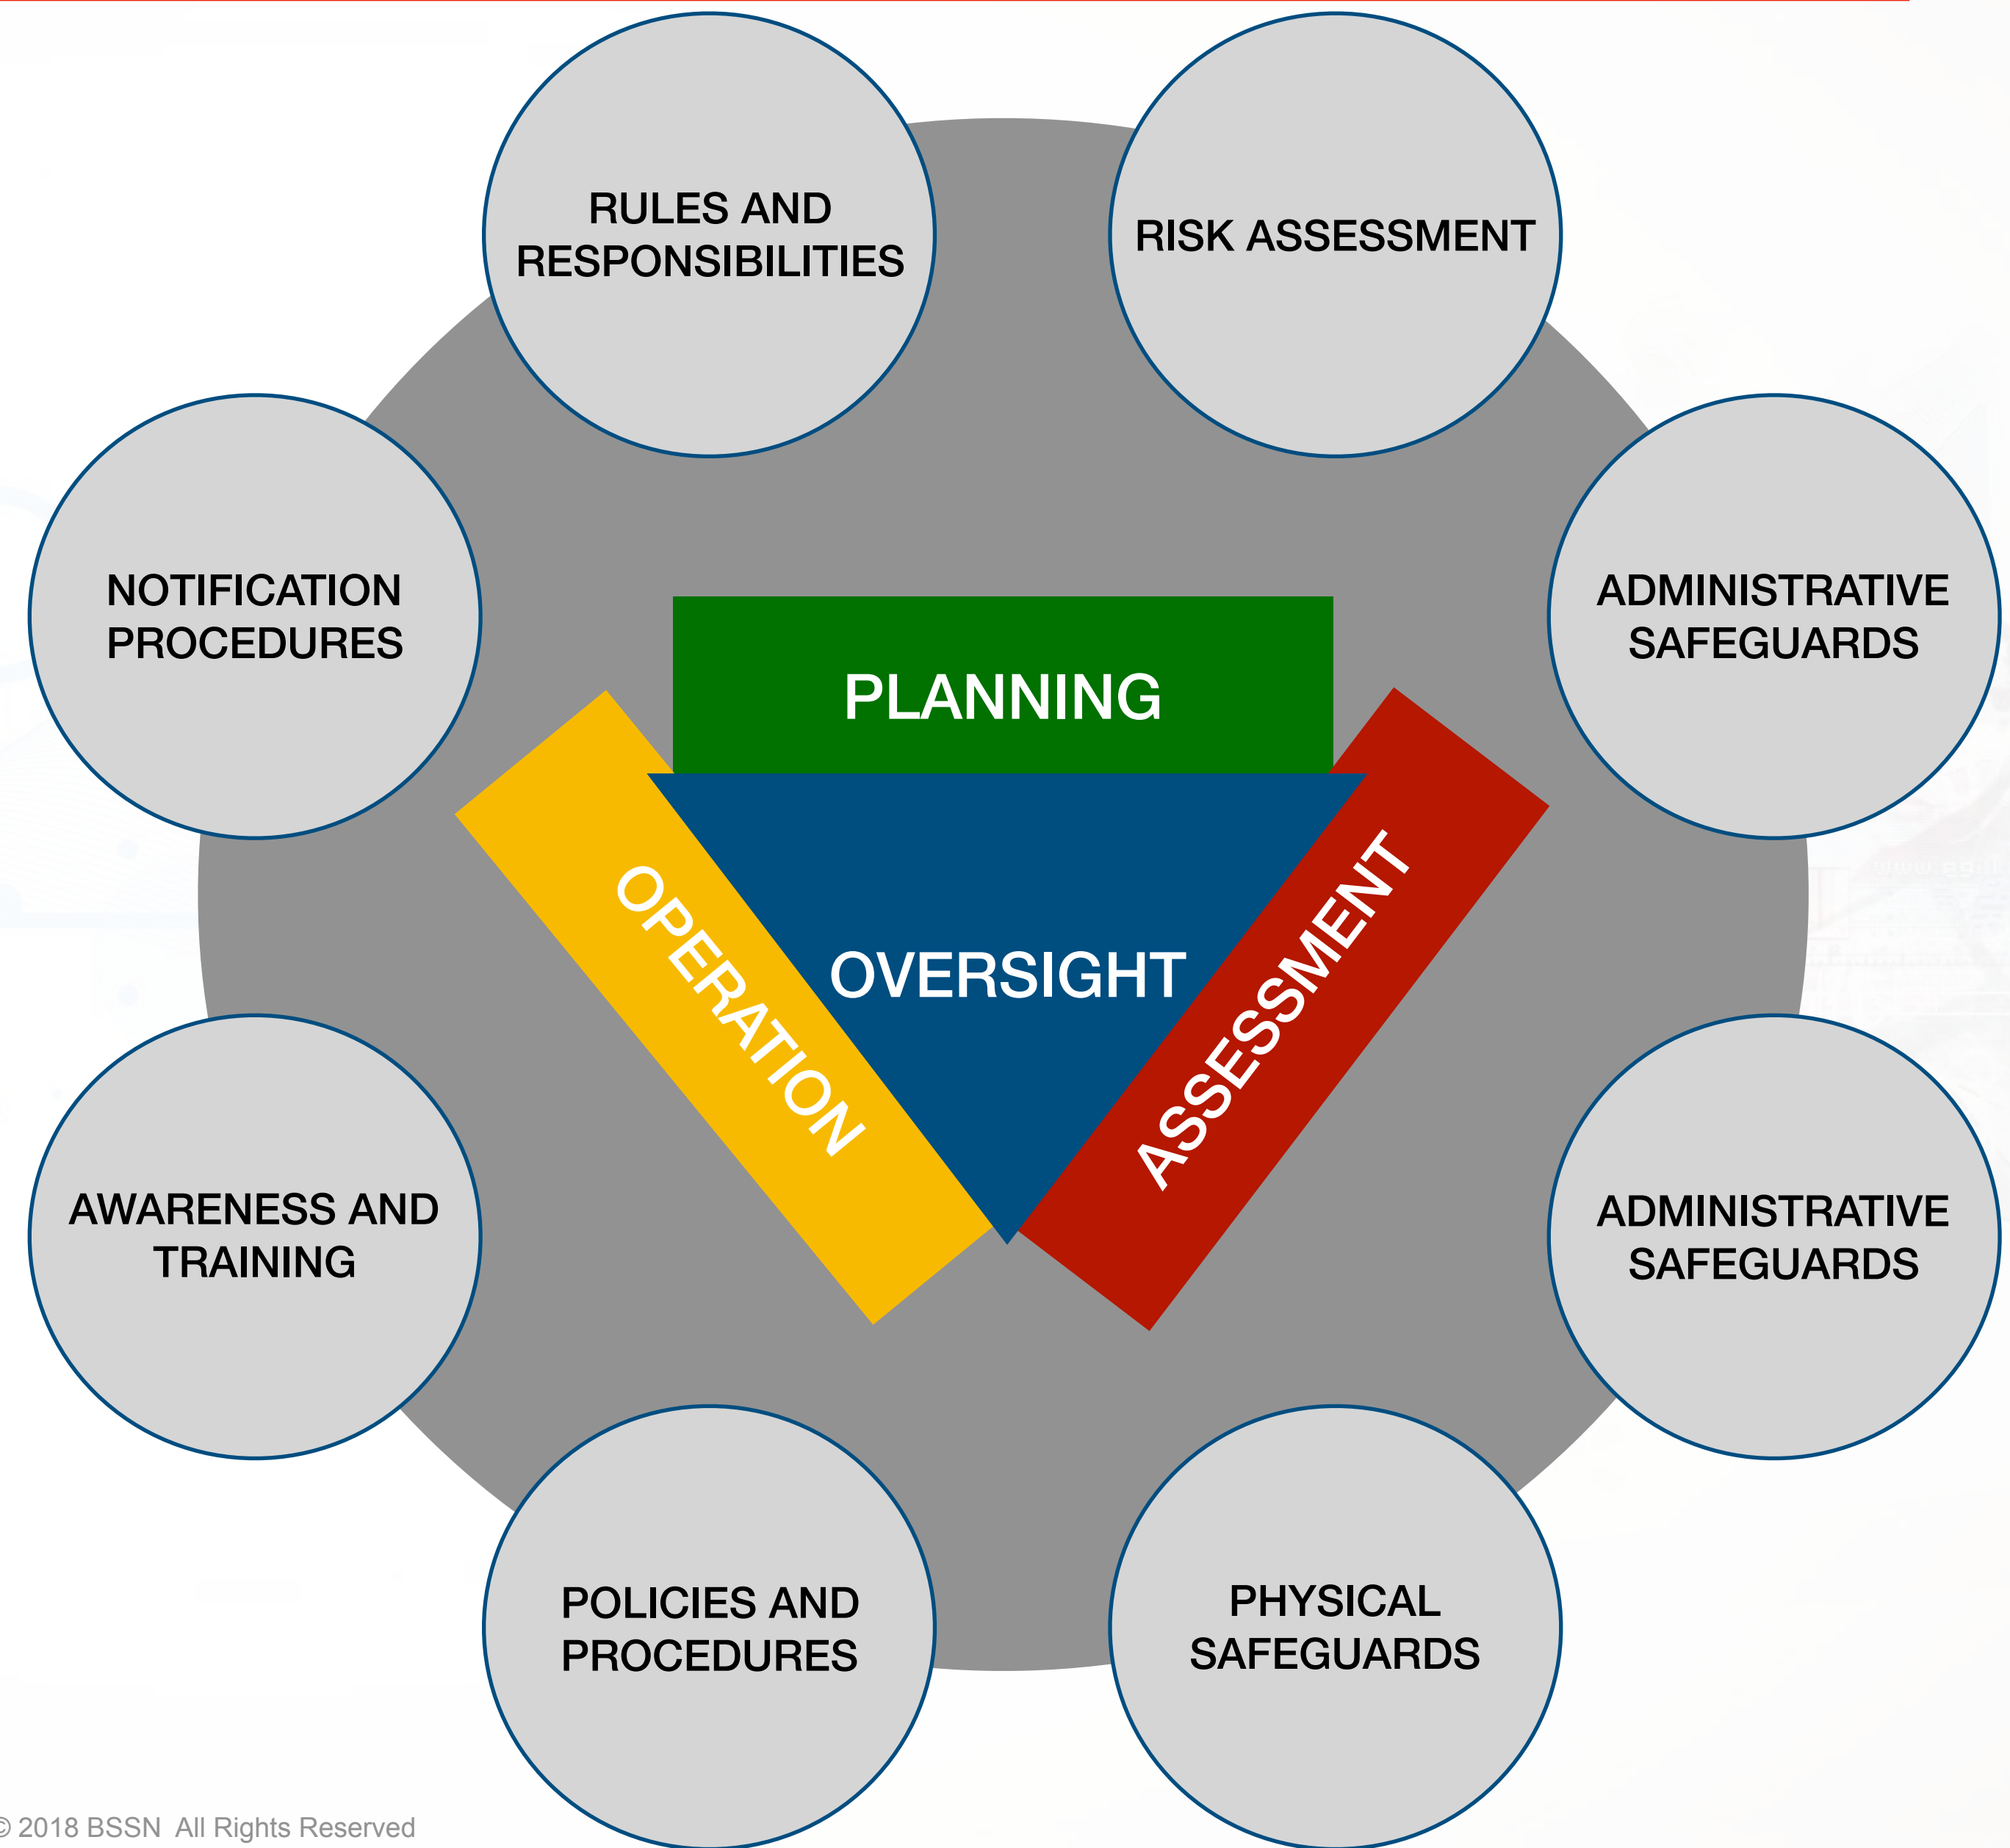 RULES AND
RESPONSIBILITIES
RISK ASSESSMENT
NOTIFICATION
PROCEDURES
ADMINISTRATIVE
SAFEGUARDS
PLANNING
OPERATION
OVERSIGHT
ASSESSMENT
AWARENESS AND
TRAINING
ADMINISTRATIVE
SAFEGUARDS
POLICIES AND
PROCEDURES
PHYSICAL
SAFEGUARDS
© 2018 BSSN All Rights Reserved